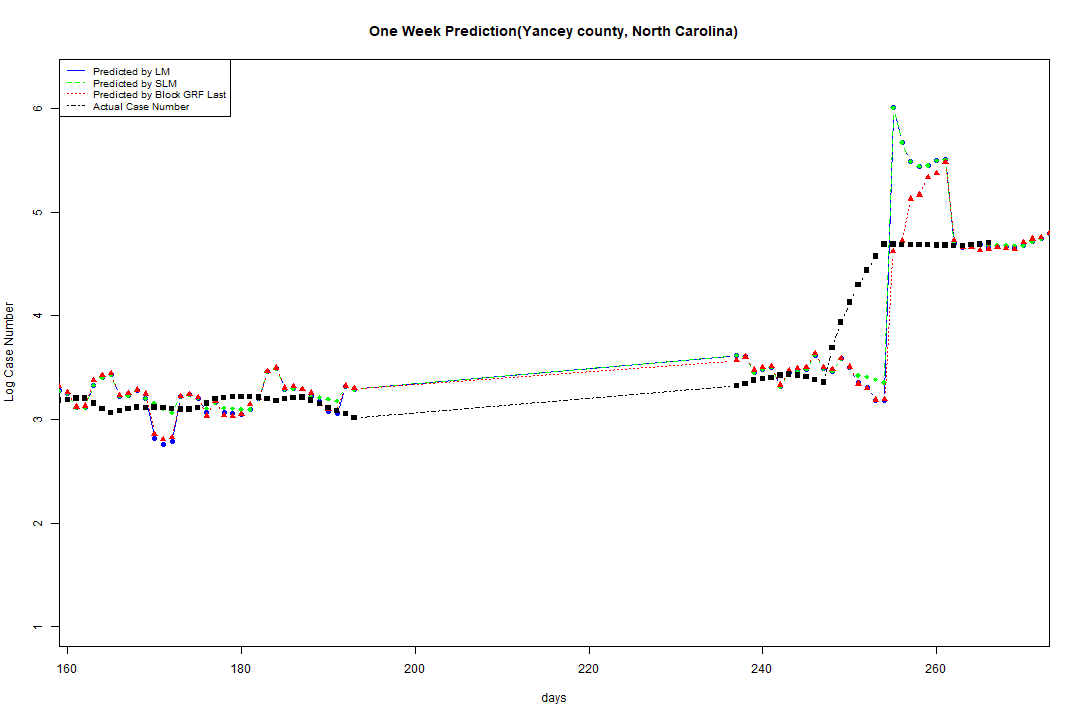 One Week Prediction(Yancey county, North Carolina)
Predicted by LM
Predicted by SLM
Predicted by Block GRF Last
Actual Case Number
Log Case Number
6
5
4
3
2
1
160 180 200 220 240 260
days